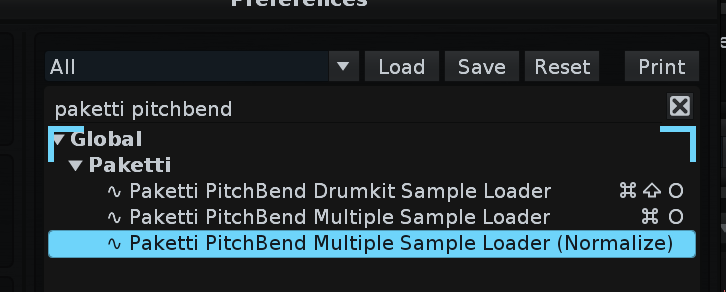 Preferences
All Load Save Reset Print
paketti pitchbend
Global
Paketti
Paketti PitchBend Drumkit Sample Loader ⌘ ⇧ O
Paketti PitchBend Multiple Sample Loader ⌘ O
Paketti PitchBend Multiple Sample Loader (Normalize)